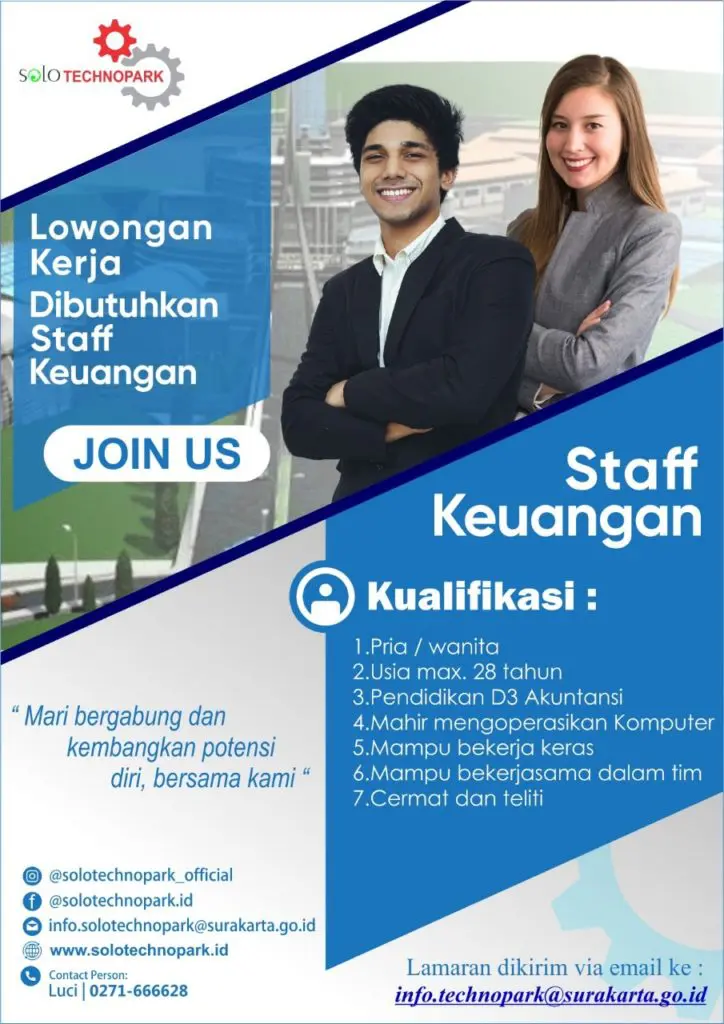 solo TECHNOPARK
Lowongan
Kerja
Dibutuhkan
Staff
Keuangan
JOIN US
Staff
Keuangan
Kualifikasi :
1.Pria / wanita
2.Usia max. 28 tahun
3.Pendidikan D3 Akuntansi
4.Mahir mengoperasikan Komputer
5.Mampu bekerja keras
6.Mampu bekerjasama dalam tim
7.Cermat dan teliti
“ Mari bergabung dan
kembangkan potensi
diri, bersama kami “
@solotechnopark_official
@solotechnopark.id
info.solotechnopark@surakarta.go.id
www.solotechnopark.id
Contact Person:
Luci | 0271-666628
Lamaran dikirim via email ke :
info.technopark@surakarta.go.id